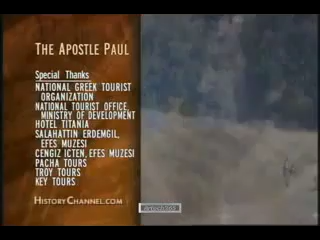 THE APOSTLE PAUL
Special Thanks
NATIONAL GREEK TOURIST
ORGANIZATION
NATIONAL TOURIST OFFICE,
MINISTRY OF DEVELOPMENT
HOTEL TITANIA
SALAHATTIN ERDEMGIL,
EFES MUZESI
CENGIZ ICTEN, EFES MUZESI
PACHA TOURS
TROY TOURS
KEY TOURS
HISTORYCHANNEL.COM